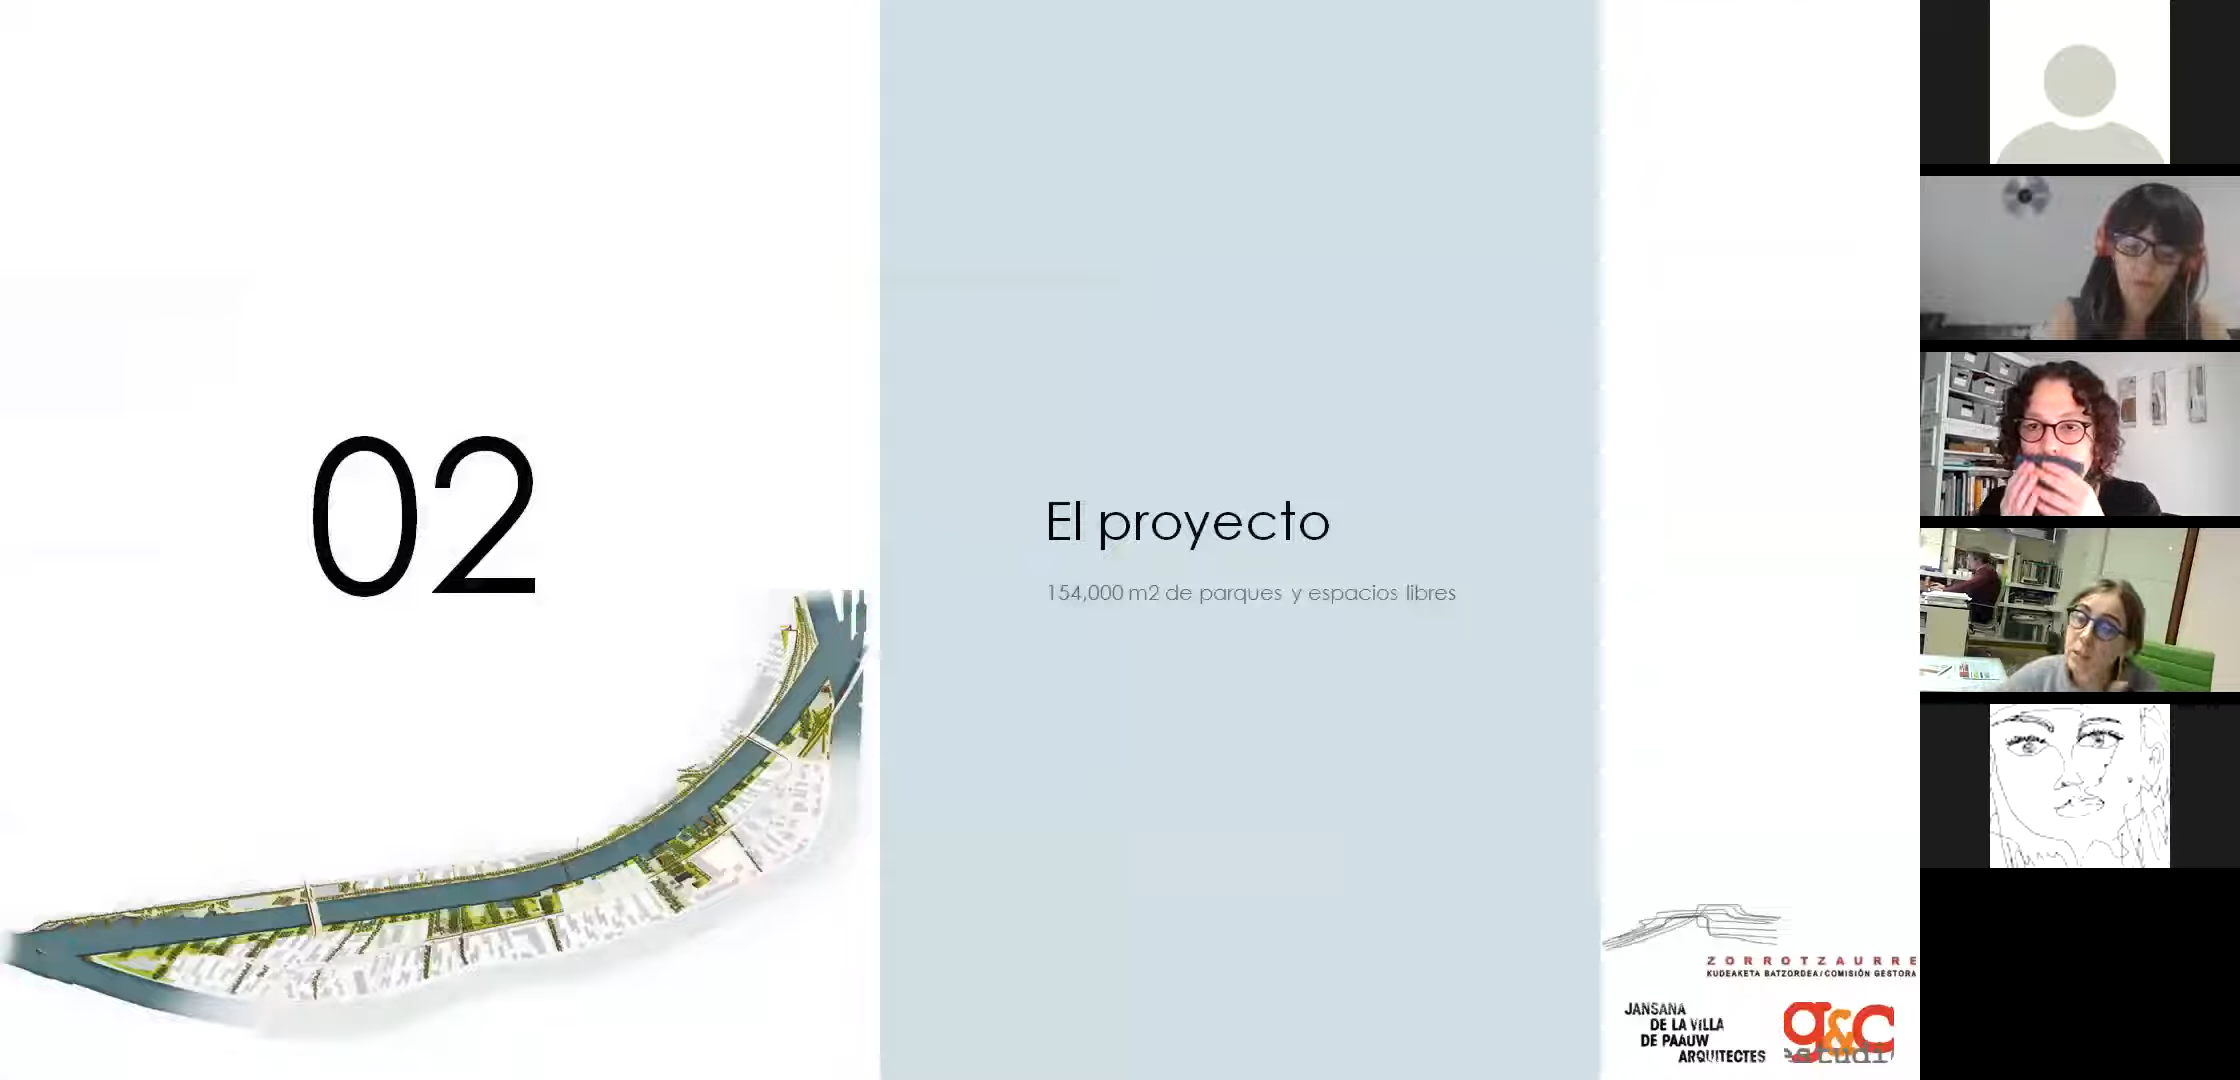 02
El proyecto
154,000 m2 de parques y espacios libres
ZORROTZAURRE
KUDEAKETA BATZORDEA/COMISIÓN GESTORA
JANSANA
DE LA VILLA
DE PAAUW
ARQUITECTES
g&c
estudi